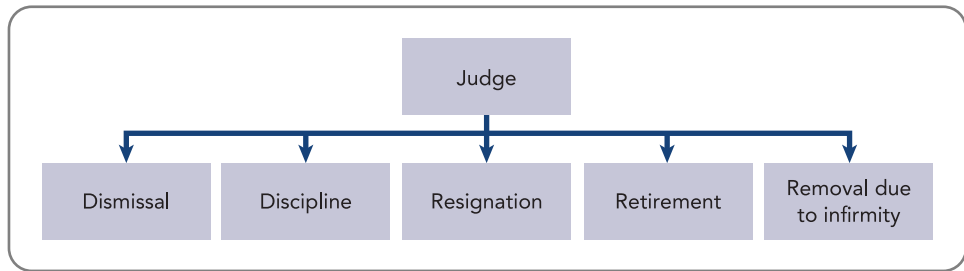 Judge
Dismissal
Discipline
Resignation
Retirement
Removal due
to infirmity